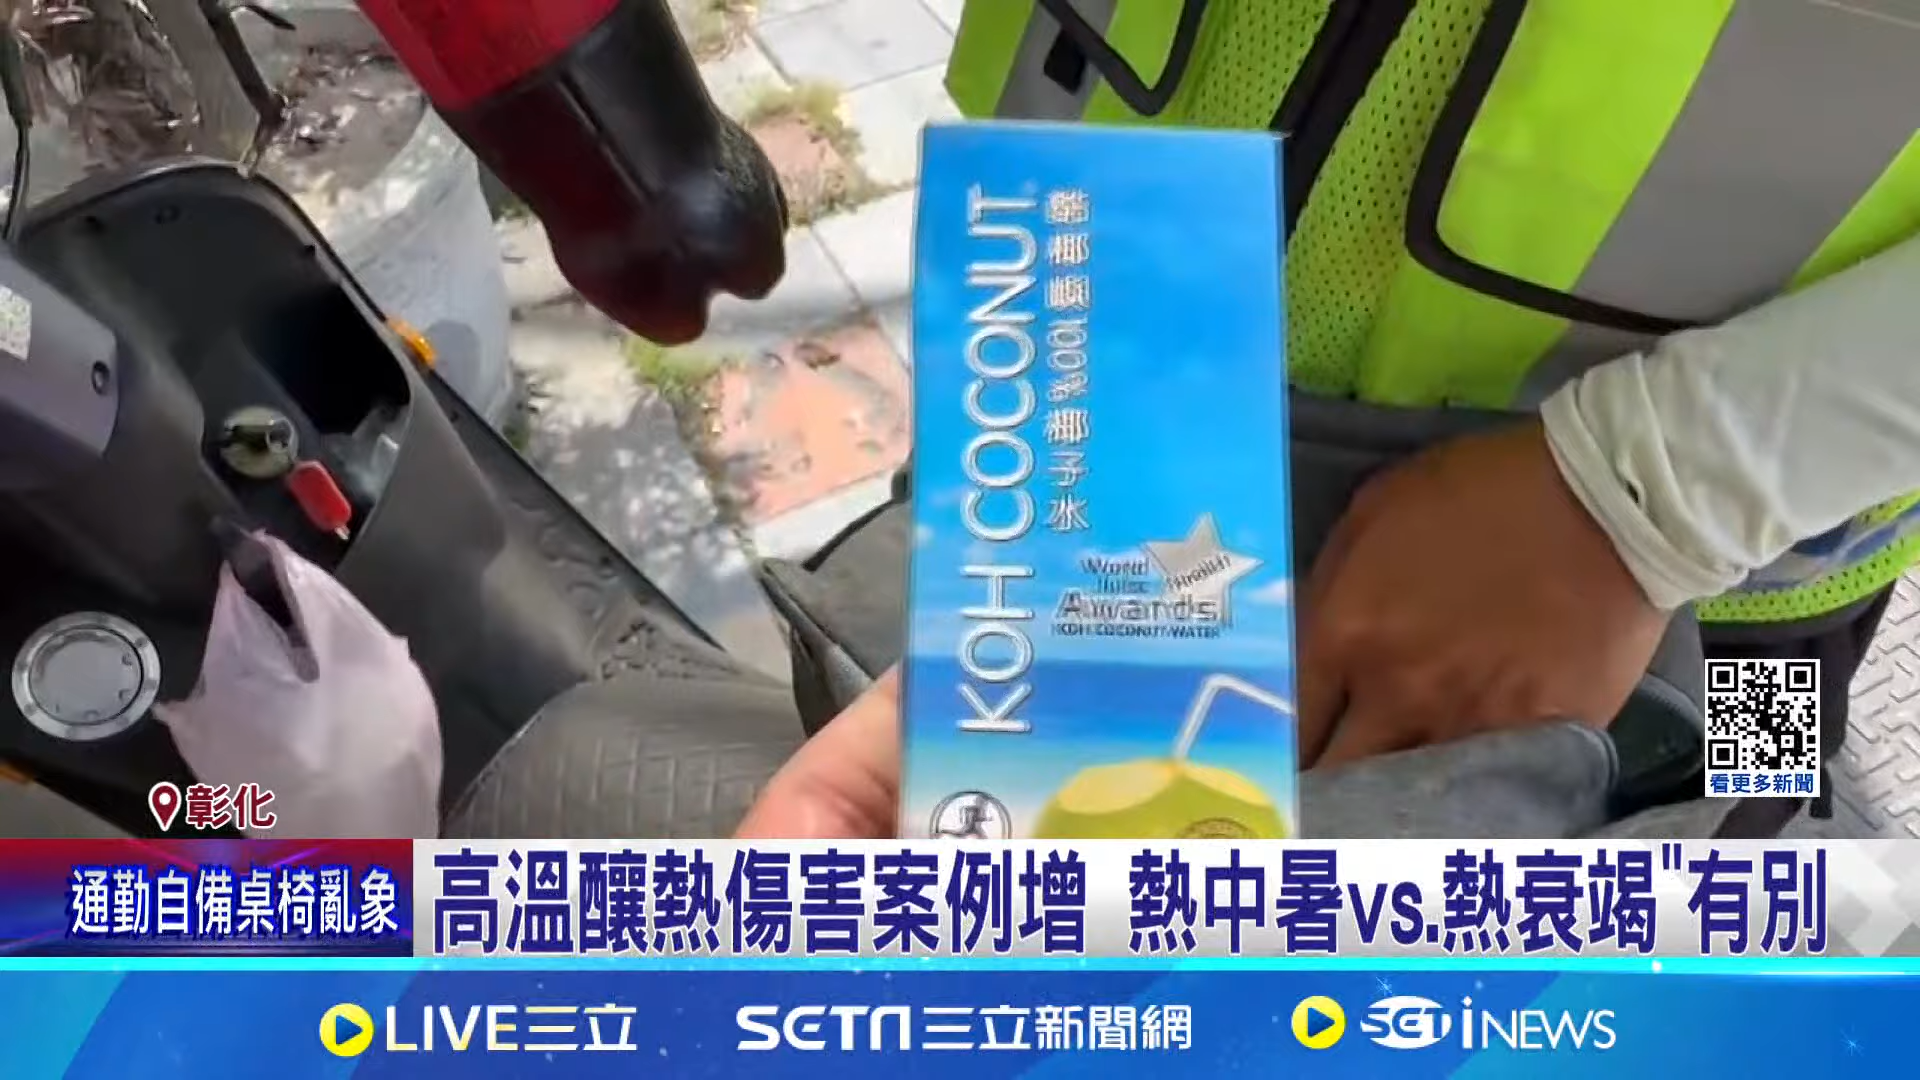 KOH COCONUT
酷椰嶼100%椰子水
World
Juice
Awards
KOH COCONUT WATER
看更多新聞
彰化
通勤自備桌椅亂象
高溫釀熱傷害案例增 熱中暑vs.熱衰竭"有別
LIVE三立
SETN三立新聞網
SET iNEWS